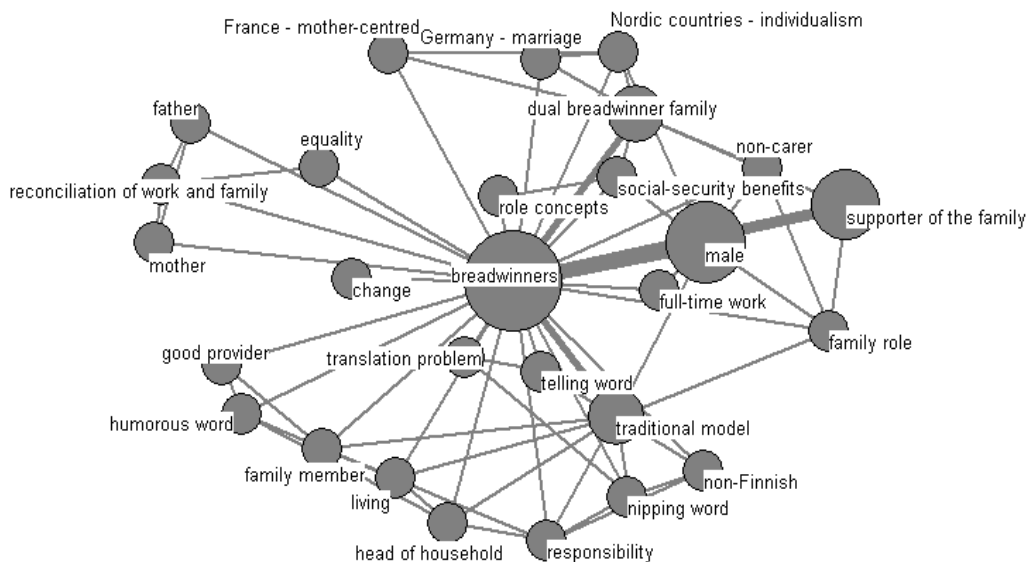 Nordic countries - individualism
France - mother-centred
Germany - marriage
father
dual breadwinner family
equality
non-carer
reconciliation of work and family
social-security benefits
role concepts
supporter of the family
mother
male
breadwinners
change
full-time work
family role
good provider
translation problem
telling word
humorous word
traditional model
family member
non-Finnish
living
nipping word
head of household
responsibility